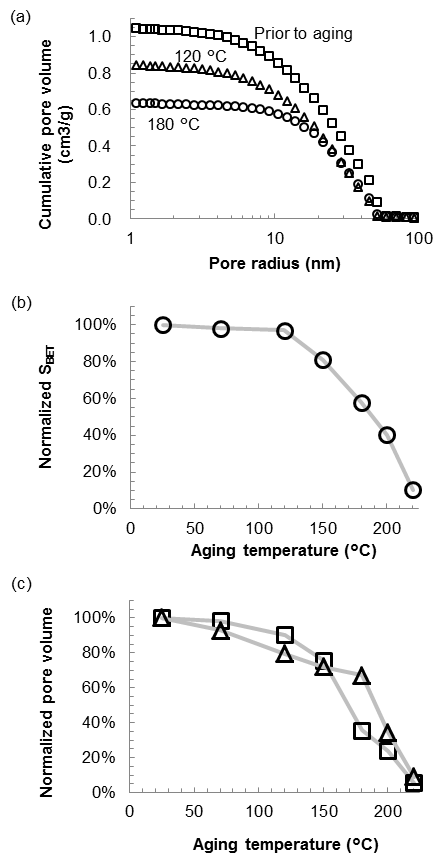 (a)
Prior to aging
120 °C
180 °C
1.0
0.8
0.6
0.4
0.2
0.0
Cumulative pore volume
(cm3/g)
1
10
100
Pore radius (nm)
(b)
100%
80%
60%
40%
20%
0%
Normalized SBET
0
50
100
150
200
Aging temperature (°C)
(c)
100%
80%
60%
40%
20%
0%
Normalized pore volume
0
50
100
150
200
Aging temperature (°C)